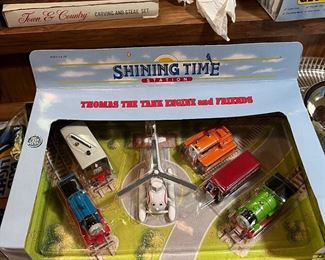 Town & Country CARVING AND STEAK SET
SHINING TIME
STATION
THOMAS THE TANK ENGINE and FRIENDS